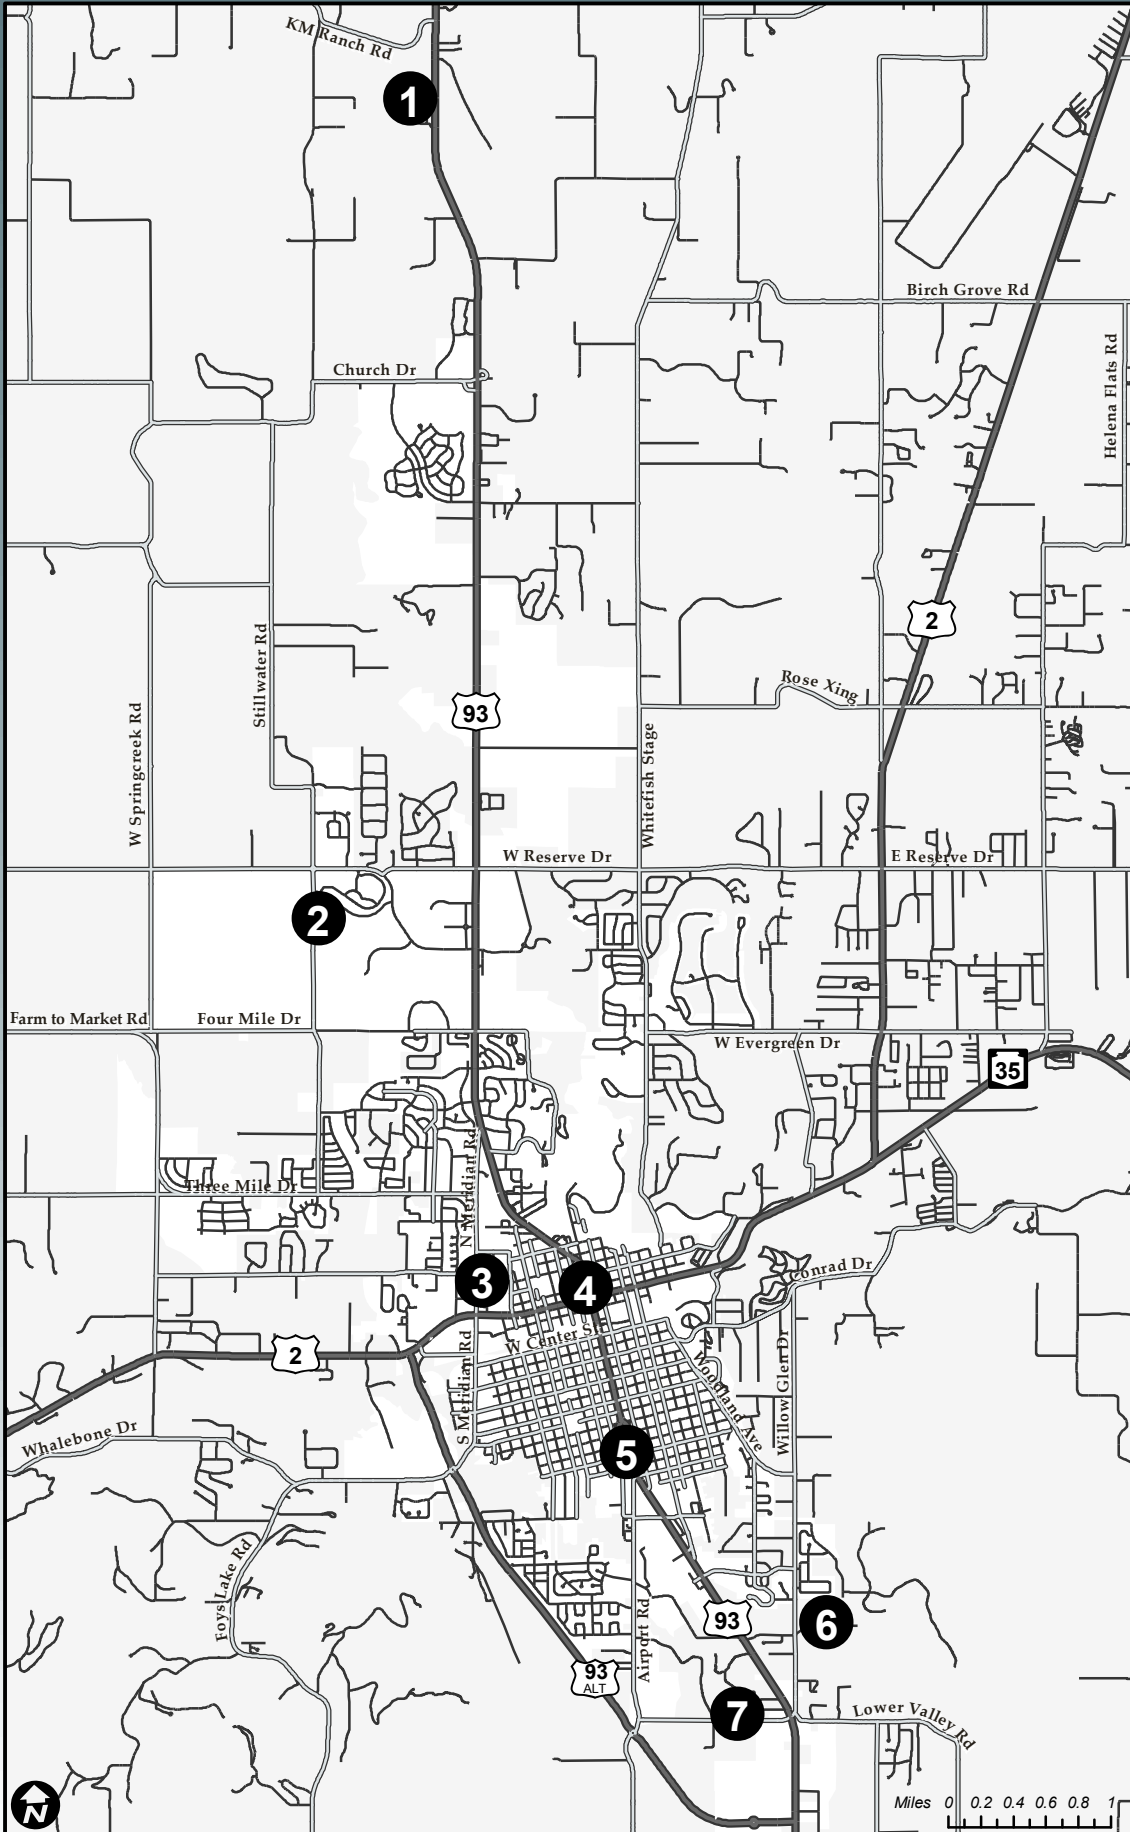 KM Ranch Rd
1
Birch Grove Rd
Helena Flats Rd
Church Dr
2
Rose Xing
Stillwater Rd
W Springcreek Rd
93
Whitefish Stage
W Reserve Dr
E Reserve Dr
2
Farm to Market Rd
Four Mile Dr
W Evergreen Dr
35
N Meridian Rd
Three Mile Dr
3
4
Conrad Dr
2
W Center St
S Meridian Rd
Woodland Ave
Willow Glen Dr
Whalebone Dr
5
Foys Lake Rd
Airport Rd
93
6
93
ALT
7
Lower Valley Rd
N
Miles 0 0.2 0.4 0.6 0.8 1